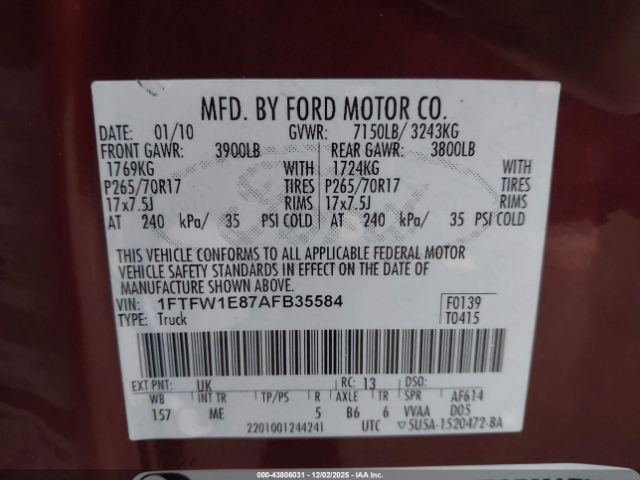 MFD. BY FORD MOTOR CO.
DATE: 01/10 GVWR: 7150LB/ 3243KG
FRONT GAWR: 3900LB REAR GAWR: 3800LB
1769KG WITH 1724KG WITH
P265/70R17 TIRES P265/70R17 TIRES
17x7.5J RIMS 17x7.5J RIMS
AT 240 kPa/ 35 PSI COLD AT 240 kPa/ 35 PSI COLD
THIS VEHICLE CONFORMS TO ALL APPLICABLE FEDERAL MOTOR
VEHICLE SAFETY STANDARDS IN EFFECT ON THE DATE OF
MANUFACTURE SHOWN ABOVE.
VIN: 1FTFW1E87AFB35584 F0139
TYPE: Truck T0415
EXT PNT: UK RC: 13 DSO:
WB INT TR TP/PS R AXLE TR SPR AF614
157 ME 5 B6 6 VVAA D05
2201001244241 UTC 5U5A-1520472-BA
000-43806031 - 12/02/2025 - IAA Inc.